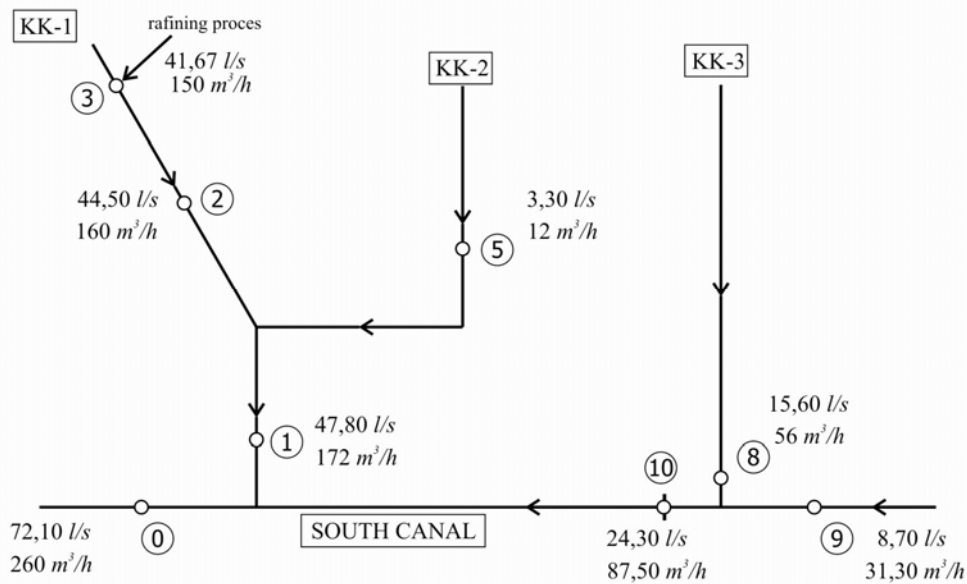 KK-1
rafining proces
41,67 l/s
150 m³/h
3
KK-2
KK-3
44,50 l/s
160 m³/h
2
3,30 l/s
12 m³/h
5
47,80 l/s
172 m³/h
1
15,60 l/s
56 m³/h
8
10
72,10 l/s
260 m³/h
0
SOUTH CANAL
24,30 l/s
87,50 m³/h
9
8,70 l/s
31,30 m³/h